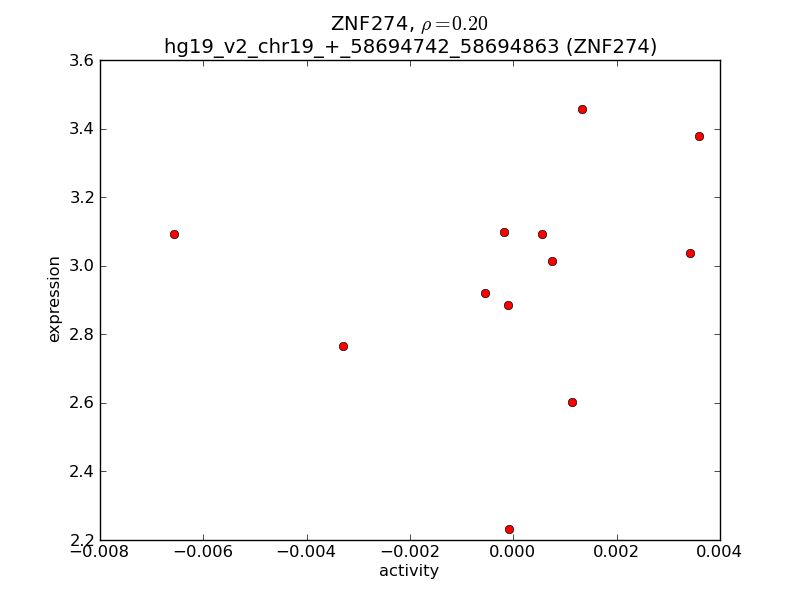 ZNF274, ρ=0.20
hg19_v2_chr19_+_58694742_58694863 (ZNF274)
3.6
3.4
3.2
3.0
2.8
2.6
2.4
2.2
expression
−0.008 −0.006 −0.004 −0.002 0.000 0.002 0.004
activity